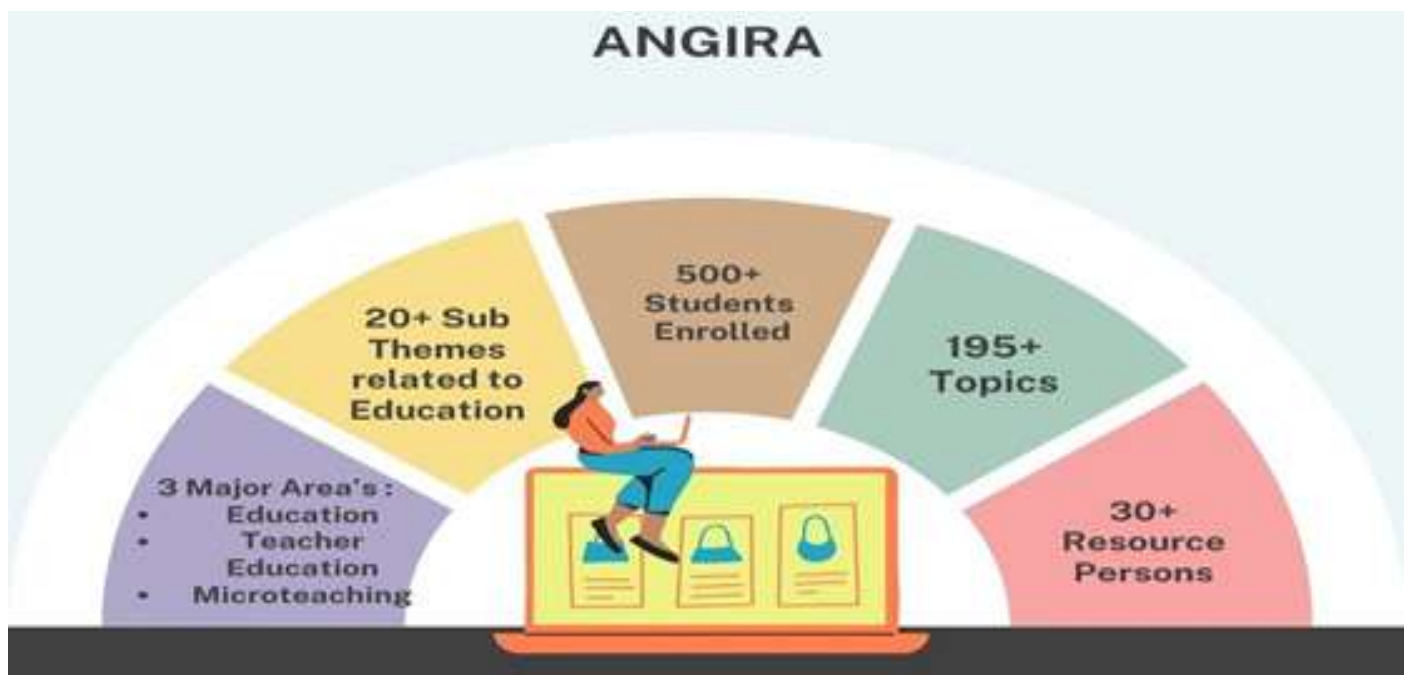 ANGIRA
3 Major Area's :
• Education
• Teacher
Education
• Microteaching
20+ Sub
Themes
related to
Education
500+
Students
Enrolled
195+
Topics
30+
Resource
Persons